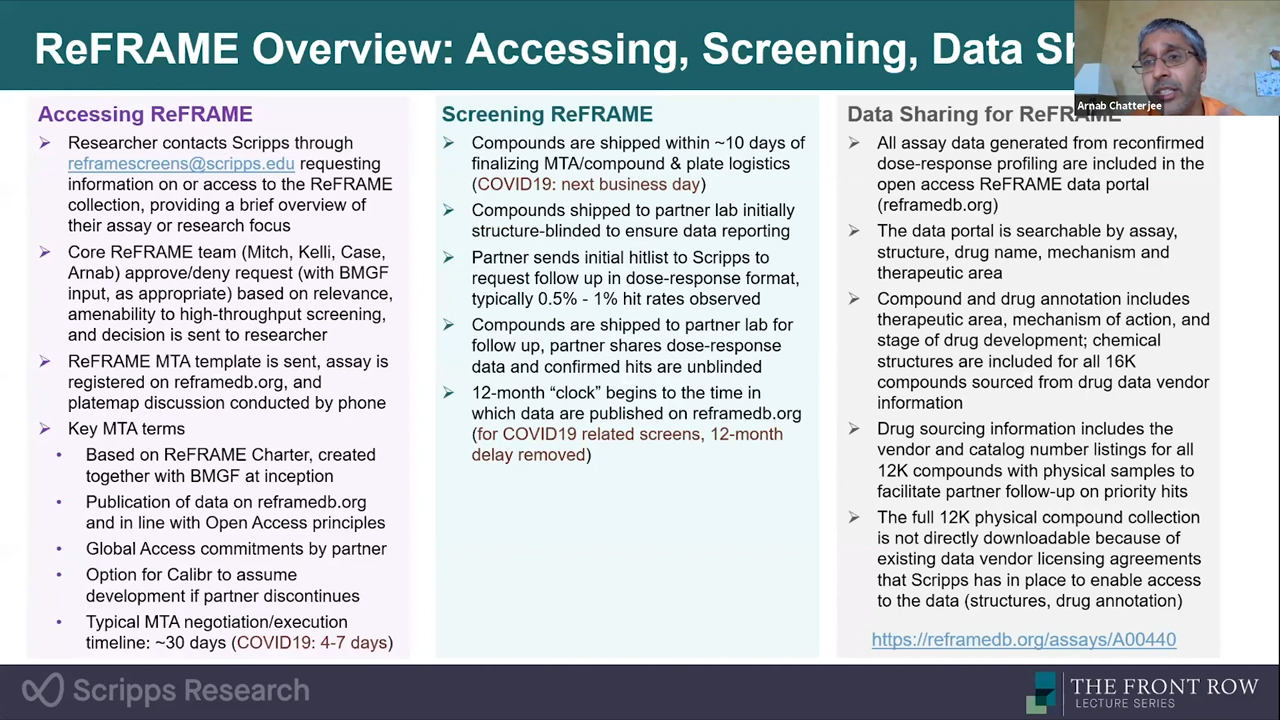 ReFRAME Overview: Accessing, Screening, Data Sh
Arnab Chatterjee
Accessing ReFRAME
➢ Researcher contacts Scripps through
reframescreens@scripps.edu requesting
information on or access to the ReFRAME
collection, providing a brief overview of
their assay or research focus
➢ Core ReFRAME team (Mitch, Kelli, Case,
Arnab) approve/deny request (with BMGF
input, as appropriate) based on relevance,
amenability to high-throughput screening,
and decision is sent to researcher
➢ ReFRAME MTA template is sent, assay is
registered on reframedb.org, and
platemap discussion conducted by phone
➢ Key MTA terms
• Based on ReFRAME Charter, created
together with BMGF at inception
• Publication of data on reframedb.org
and in line with Open Access principles
• Global Access commitments by partner
• Option for Calibr to assume
development if partner discontinues
• Typical MTA negotiation/execution
timeline: ~30 days (COVID19: 4-7 days)
Screening ReFRAME
➢ Compounds are shipped within ~10 days of
finalizing MTA/compound & plate logistics
(COVID19: next business day)
➢ Compounds shipped to partner lab initially
structure-blinded to ensure data reporting
➢ Partner sends initial hitlist to Scripps to
request follow up in dose-response format,
typically 0.5% - 1% hit rates observed
➢ Compounds are shipped to partner lab for
follow up, partner shares dose-response
data and confirmed hits are unblinded
➢ 12-month “clock” begins to the time in
which data are published on reframedb.org
(for COVID19 related screens, 12-month
delay removed)
Data Sharing for ReFRAME
➢ All assay data generated from reconfirmed
dose-response profiling are included in the
open access ReFRAME data portal
(reframedb.org)
➢ The data portal is searchable by assay,
structure, drug name, mechanism and
therapeutic area
➢ Compound and drug annotation includes
therapeutic area, mechanism of action, and
stage of drug development; chemical
structures are included for all 16K
compounds sourced from drug data vendor
information
➢ Drug sourcing information includes the
vendor and catalog number listings for all
12K compounds with physical samples to
facilitate partner follow-up on priority hits
➢ The full 12K physical compound collection
is not directly downloadable because of
existing data vendor licensing agreements
that Scripps has in place to enable access
to the data (structures, drug annotation)
https://reframedb.org/assays/A00440
Scripps Research
THE FRONT ROW
LECTURE SERIES